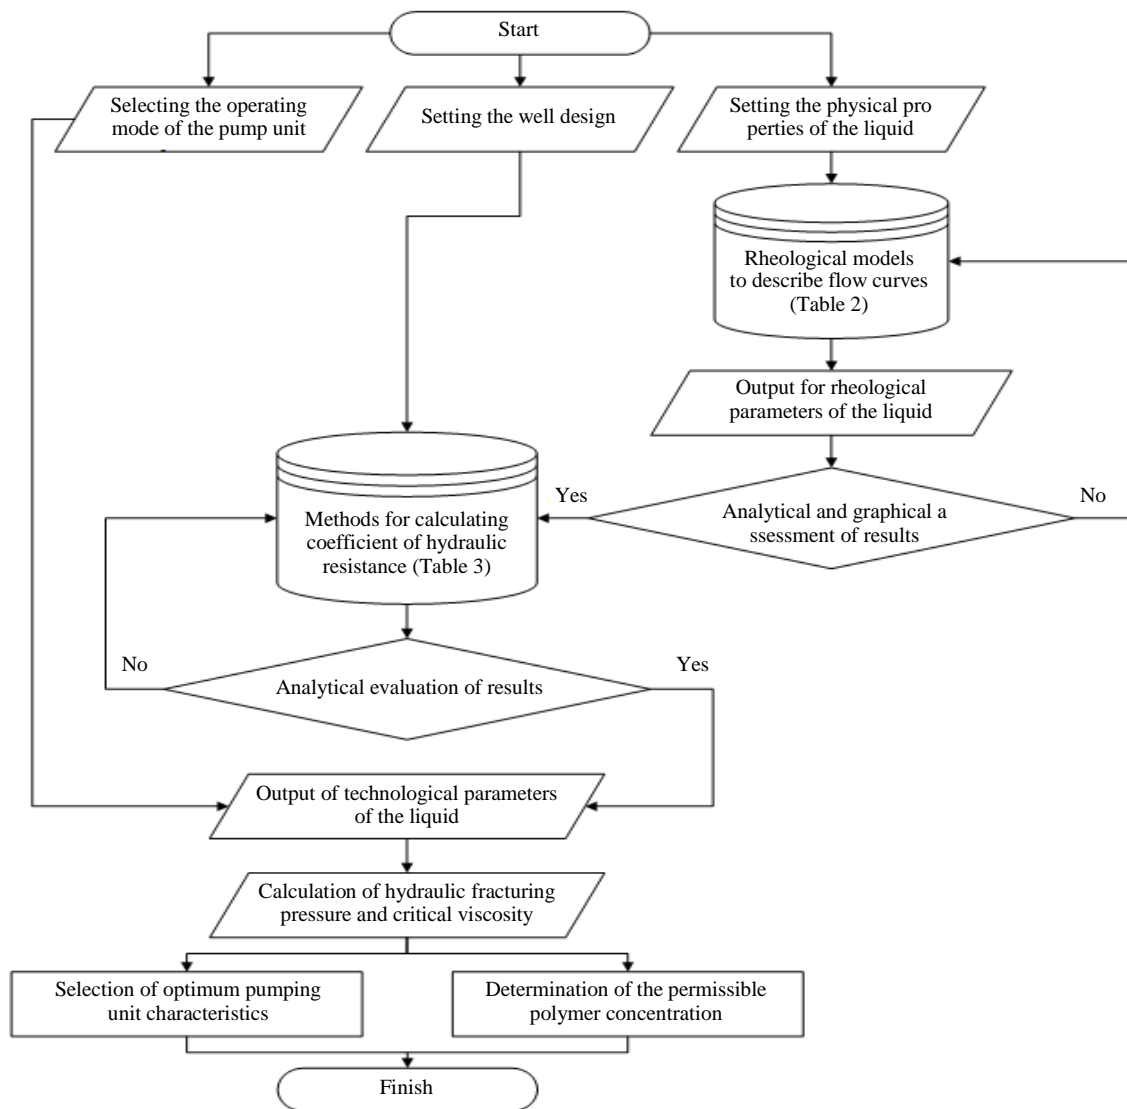 Start
Selecting the operating
mode of the pump unit
Setting the well design
Setting the physical pro
perties of the liquid
Rheological models
to describe flow curves
(Table 2)
Output for rheological
parameters of the liquid
Yes
Analytical and graphical a
ssessment of results
No
Methods for calculating
coefficient of hydraulic
resistance (Table 3)
No
Analytical evaluation of results
Yes
Output of technological parameters
of the liquid
Calculation of hydraulic fracturing
pressure and critical viscosity
Selection of optimum pumping
unit characteristics
Determination of the permissible
polymer concentration
Finish